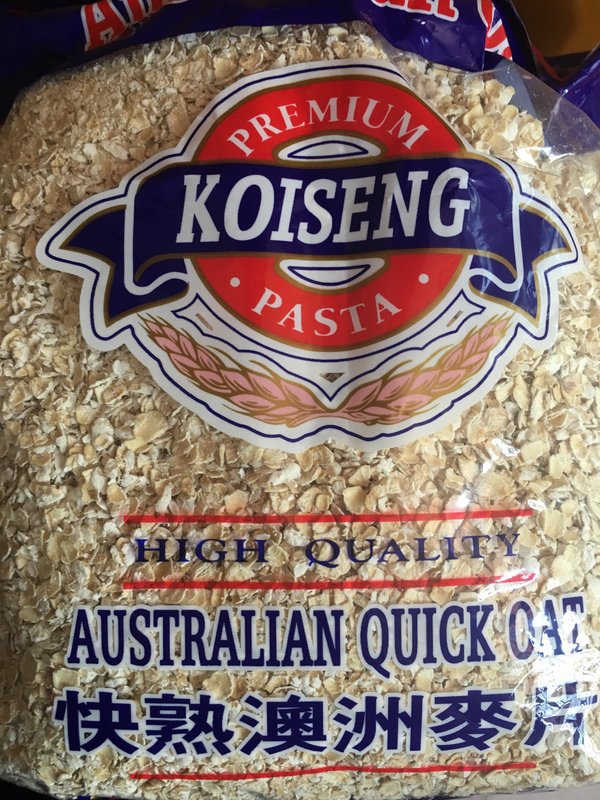 PREMIUM
KOISENG
PASTA
HIGH QUALITY
AUSTRALIAN QUICK OAT
快熟澳洲麥片